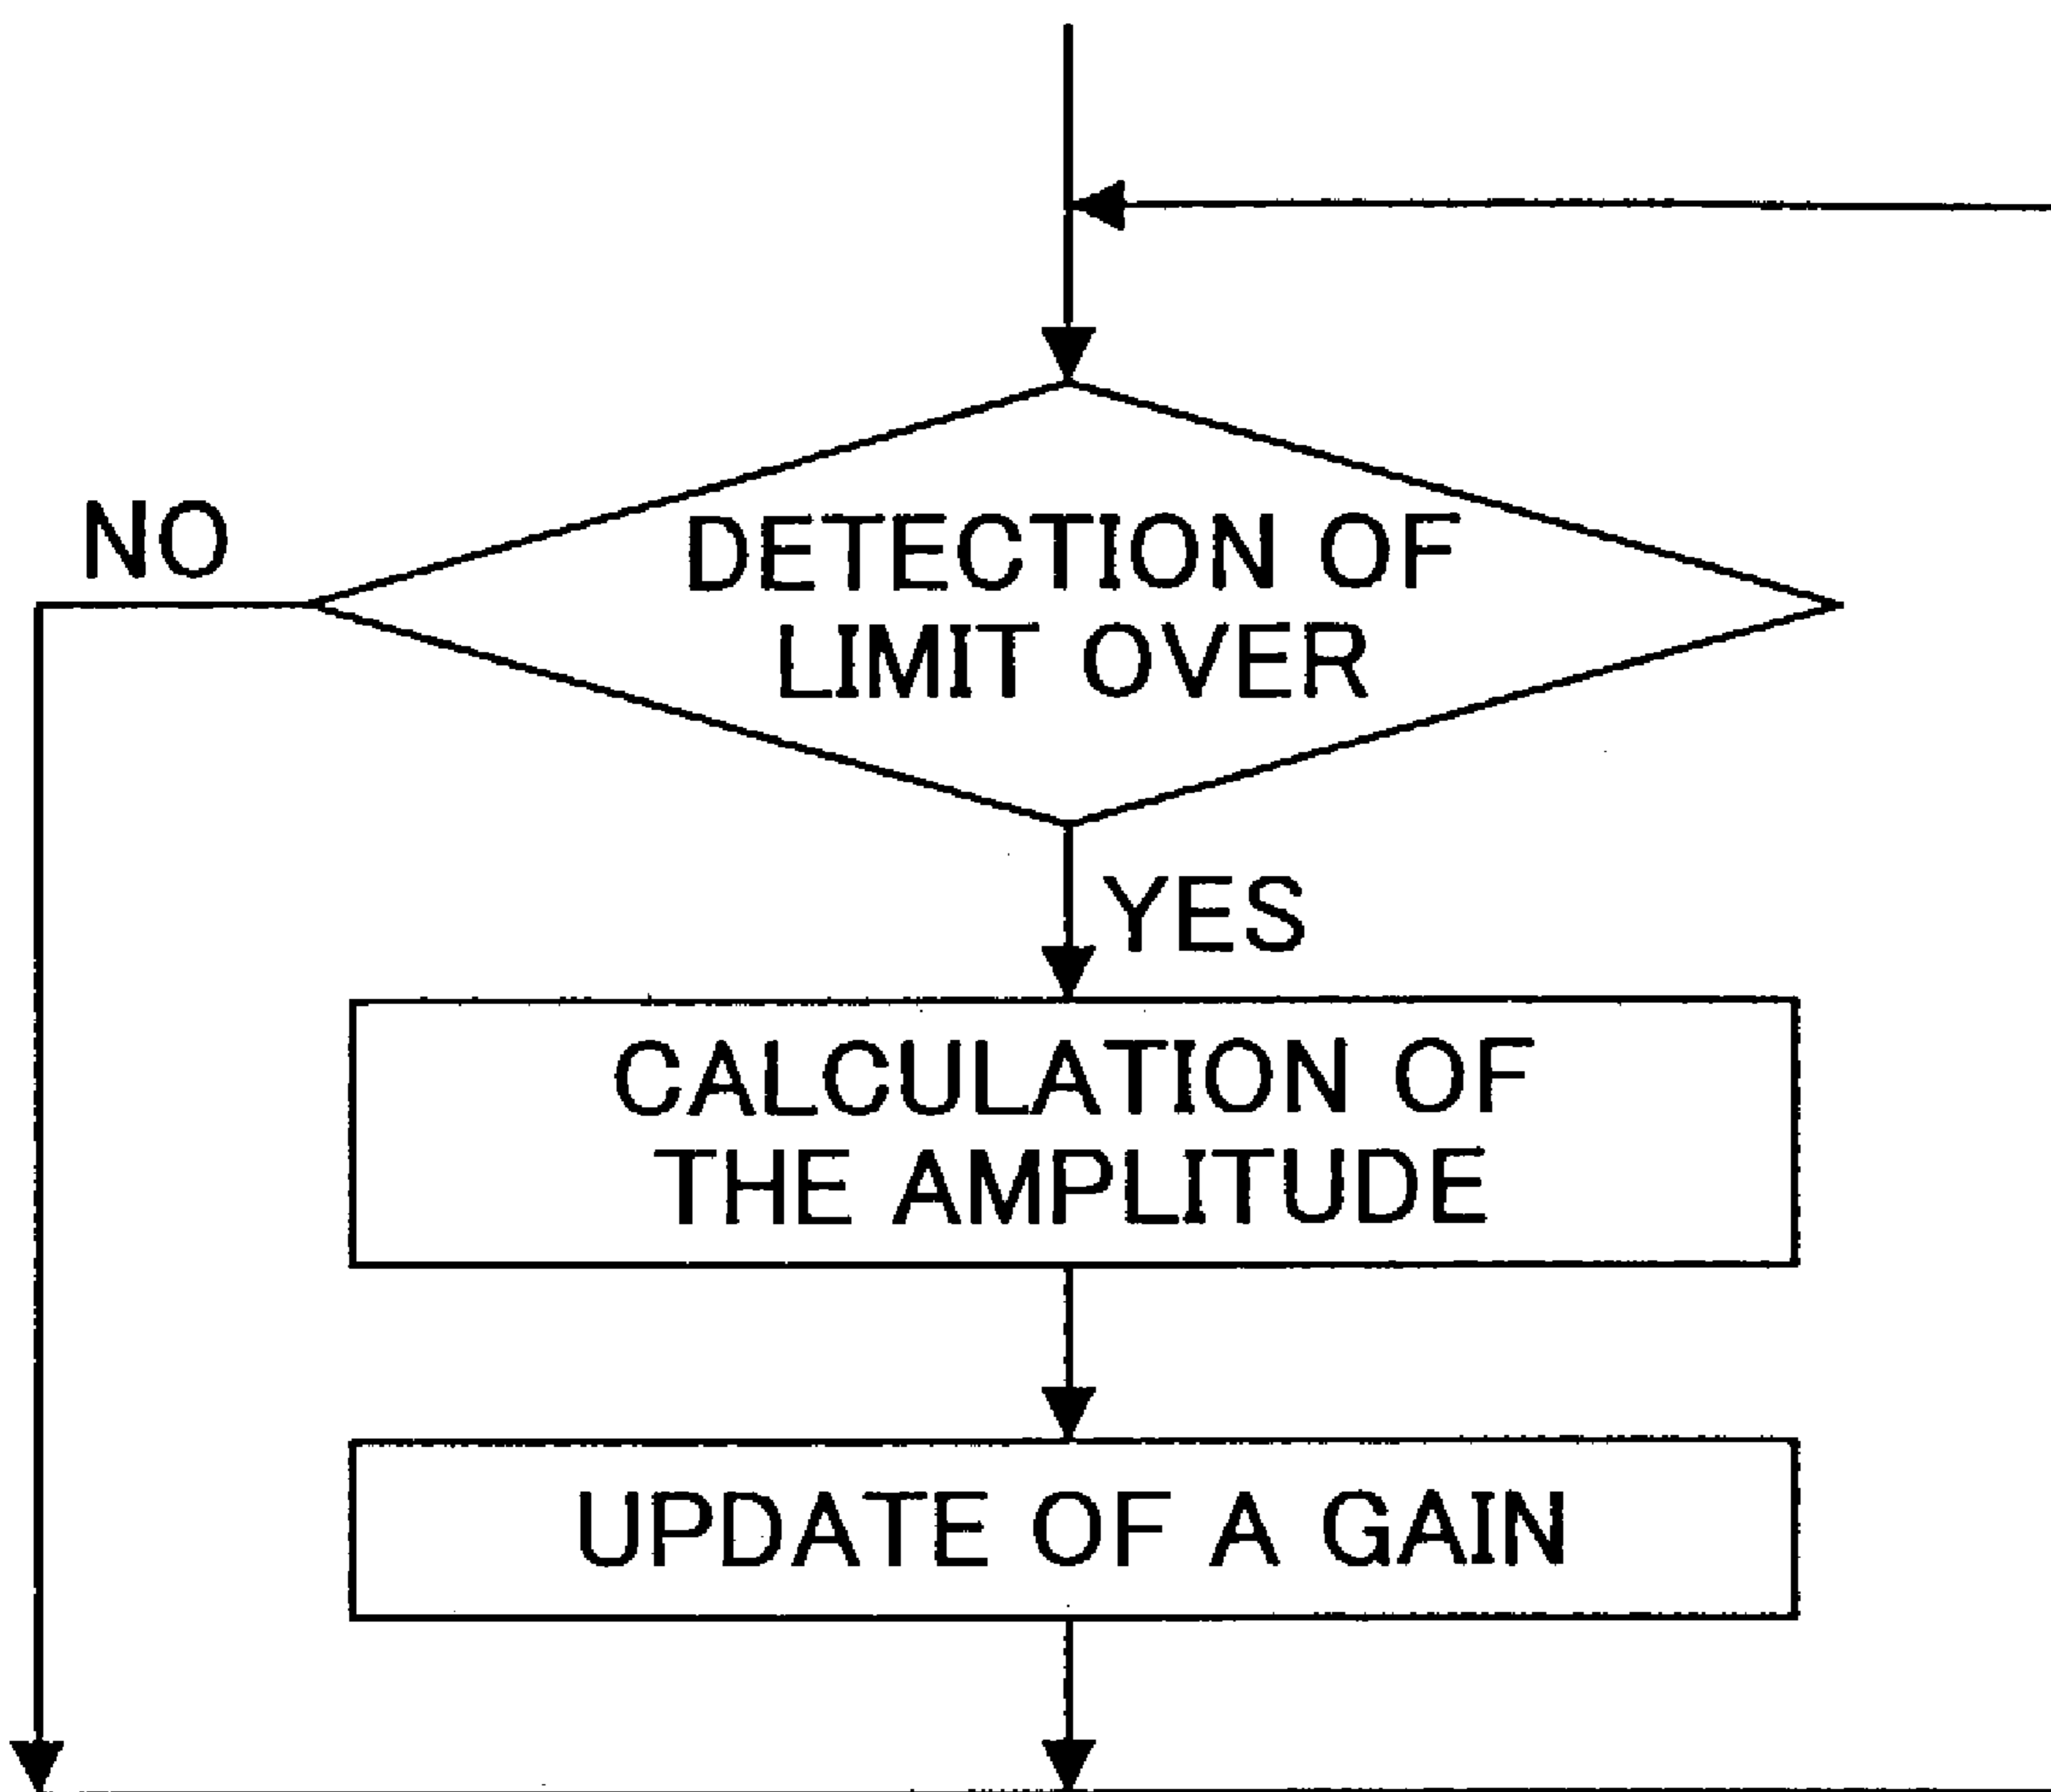 NO
DETECTION OF
LIMIT OVER
YES
CALCULATION OF
THE AMPLITUDE
UPDATE OF A GAIN